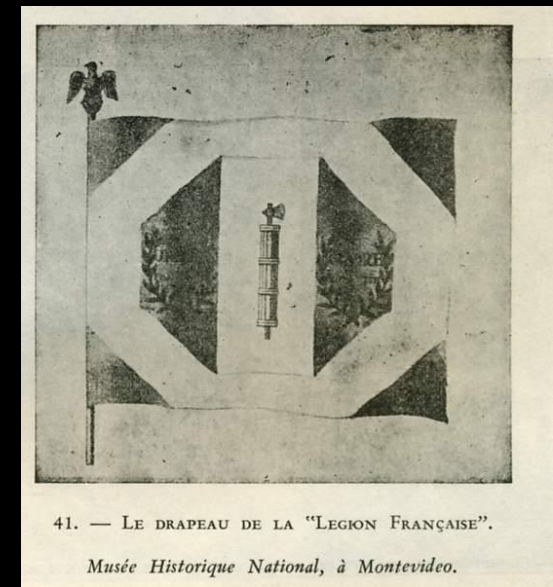 41. — LE DRAPEAU DE LA "LEGION FRANÇAISE".
Musée Historique National, à Montevideo.